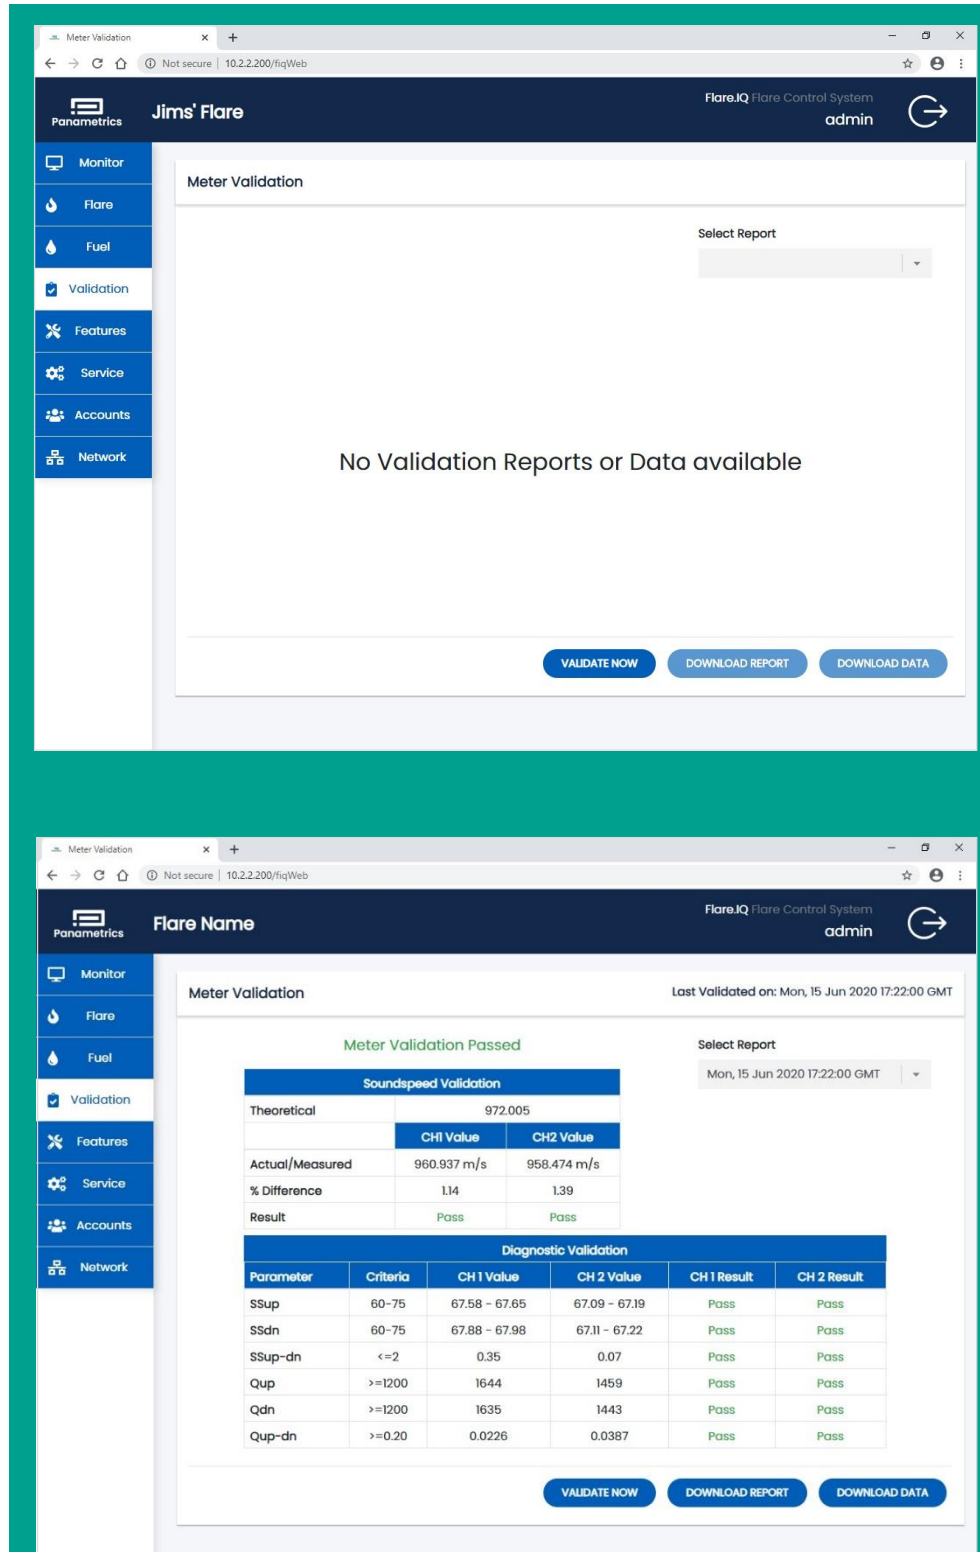 Meter Validation
Not secure | 10.2.2.200/fiqWeb
Panametrics
Jims' Flare
Flare.IQ Flare Control System
admin
Monitor
Flare
Fuel
Validation
Features
Service
Accounts
Network
Meter Validation
Select Report
No Validation Reports or Data available
VALIDATE NOW DOWNLOAD REPORT DOWNLOAD DATA
Meter Validation
Not secure | 10.2.2.200/fiqWeb
Panametrics
Flare Name
Flare.IQ Flare Control System
admin
Monitor
Flare
Fuel
Validation
Features
Service
Accounts
Network
Meter Validation
Last Validated on: Mon, 15 Jun 2020 17:22:00 GMT
Meter Validation Passed
Select Report
Mon, 15 Jun 2020 17:22:00 GMT
Soundspeed Validation
Theoretical 972.005
CH1 Value CH2 Value
Actual/Measured 960.937 m/s 958.474 m/s
% Difference 1.14 1.39
Result Pass Pass
Diagnostic Validation
Parameter Criteria CH 1 Value CH 2 Value CH 1 Result CH 2 Result
SSup 60-75 67.58 - 67.65 67.09 - 67.19 Pass Pass
SSdn 60-75 67.88 - 67.98 67.11 - 67.22 Pass Pass
SSup-dn <=2 0.35 0.07 Pass Pass
Qup >=1200 1644 1459 Pass Pass
Qdn >=1200 1635 1443 Pass Pass
Qup-dn >=0.20 0.0226 0.0387 Pass Pass
VALIDATE NOW DOWNLOAD REPORT DOWNLOAD DATA